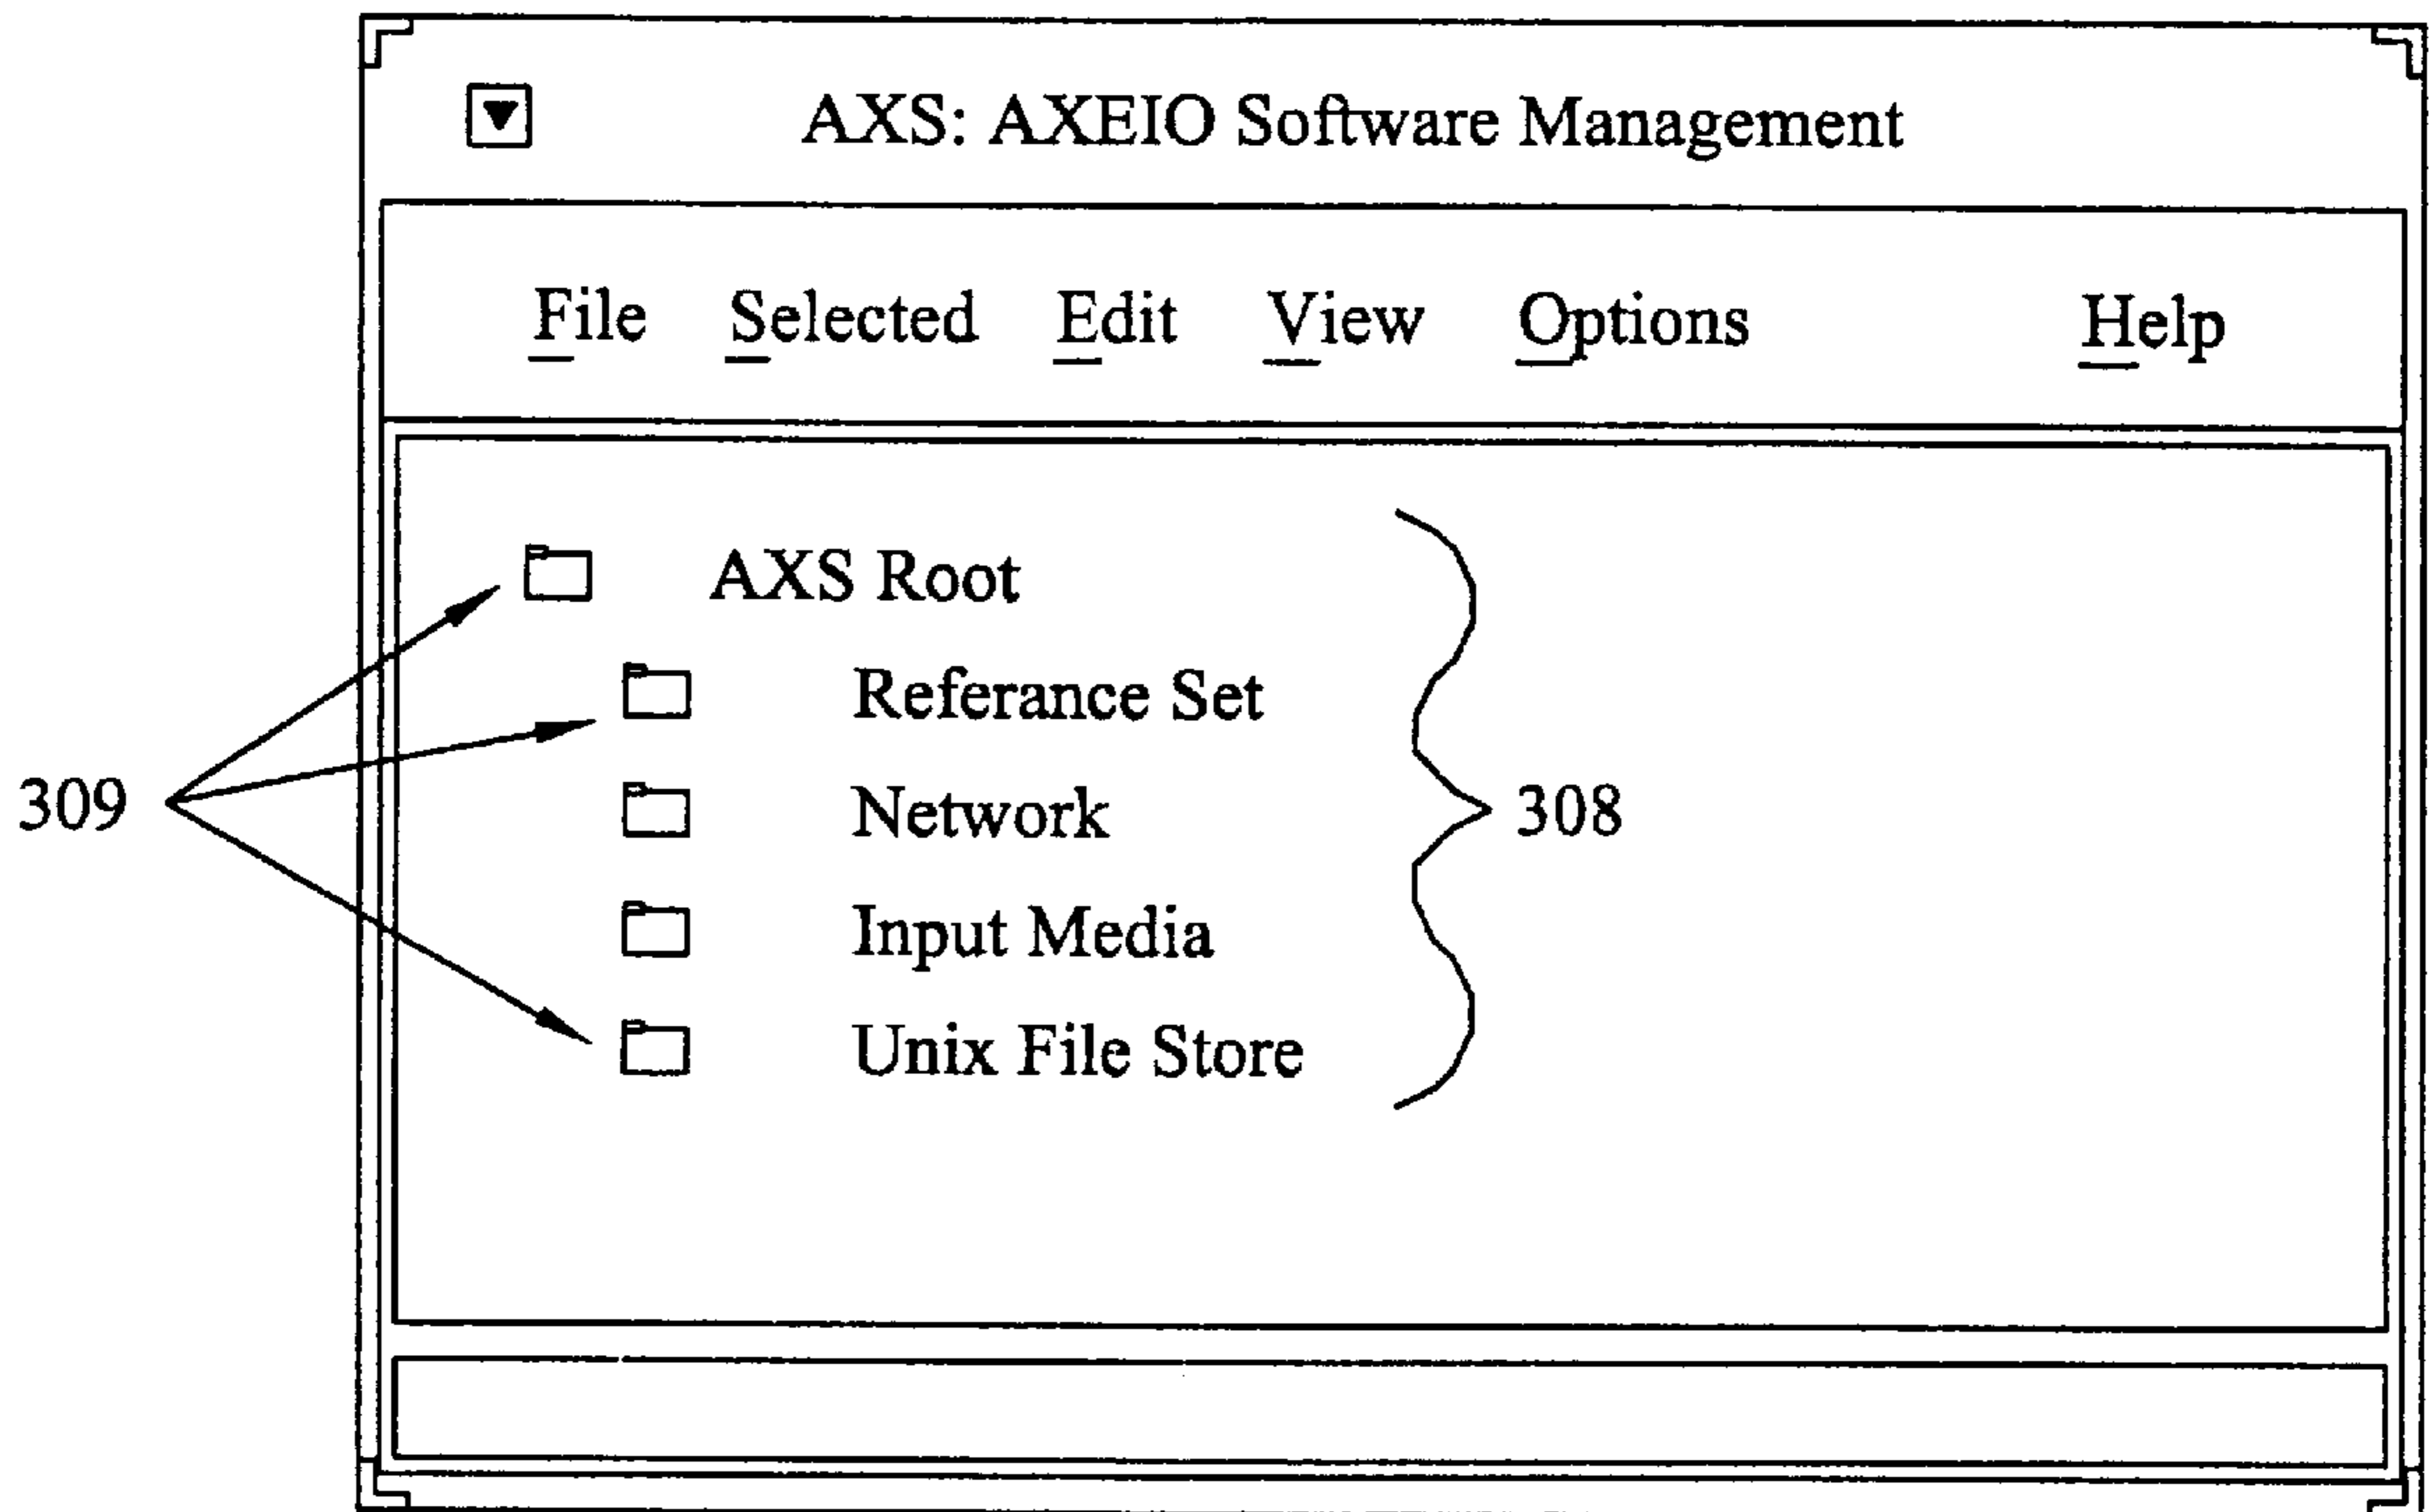 AXS: AXEIO Software Management
File Selected Edit View Options Help
AXS Root
Referance Set
309 Network 308
Input Media
Unix File Store